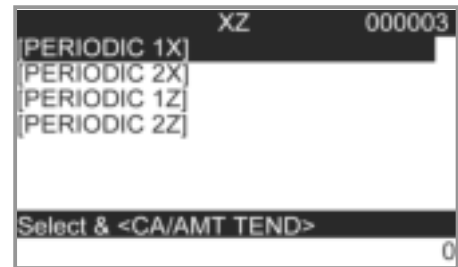 XZ 000003
[PERIODIC 1X]
[PERIODIC 2X]
[PERIODIC 1Z]
[PERIODIC 2Z]
Select & <CA/AMT TEND>
0